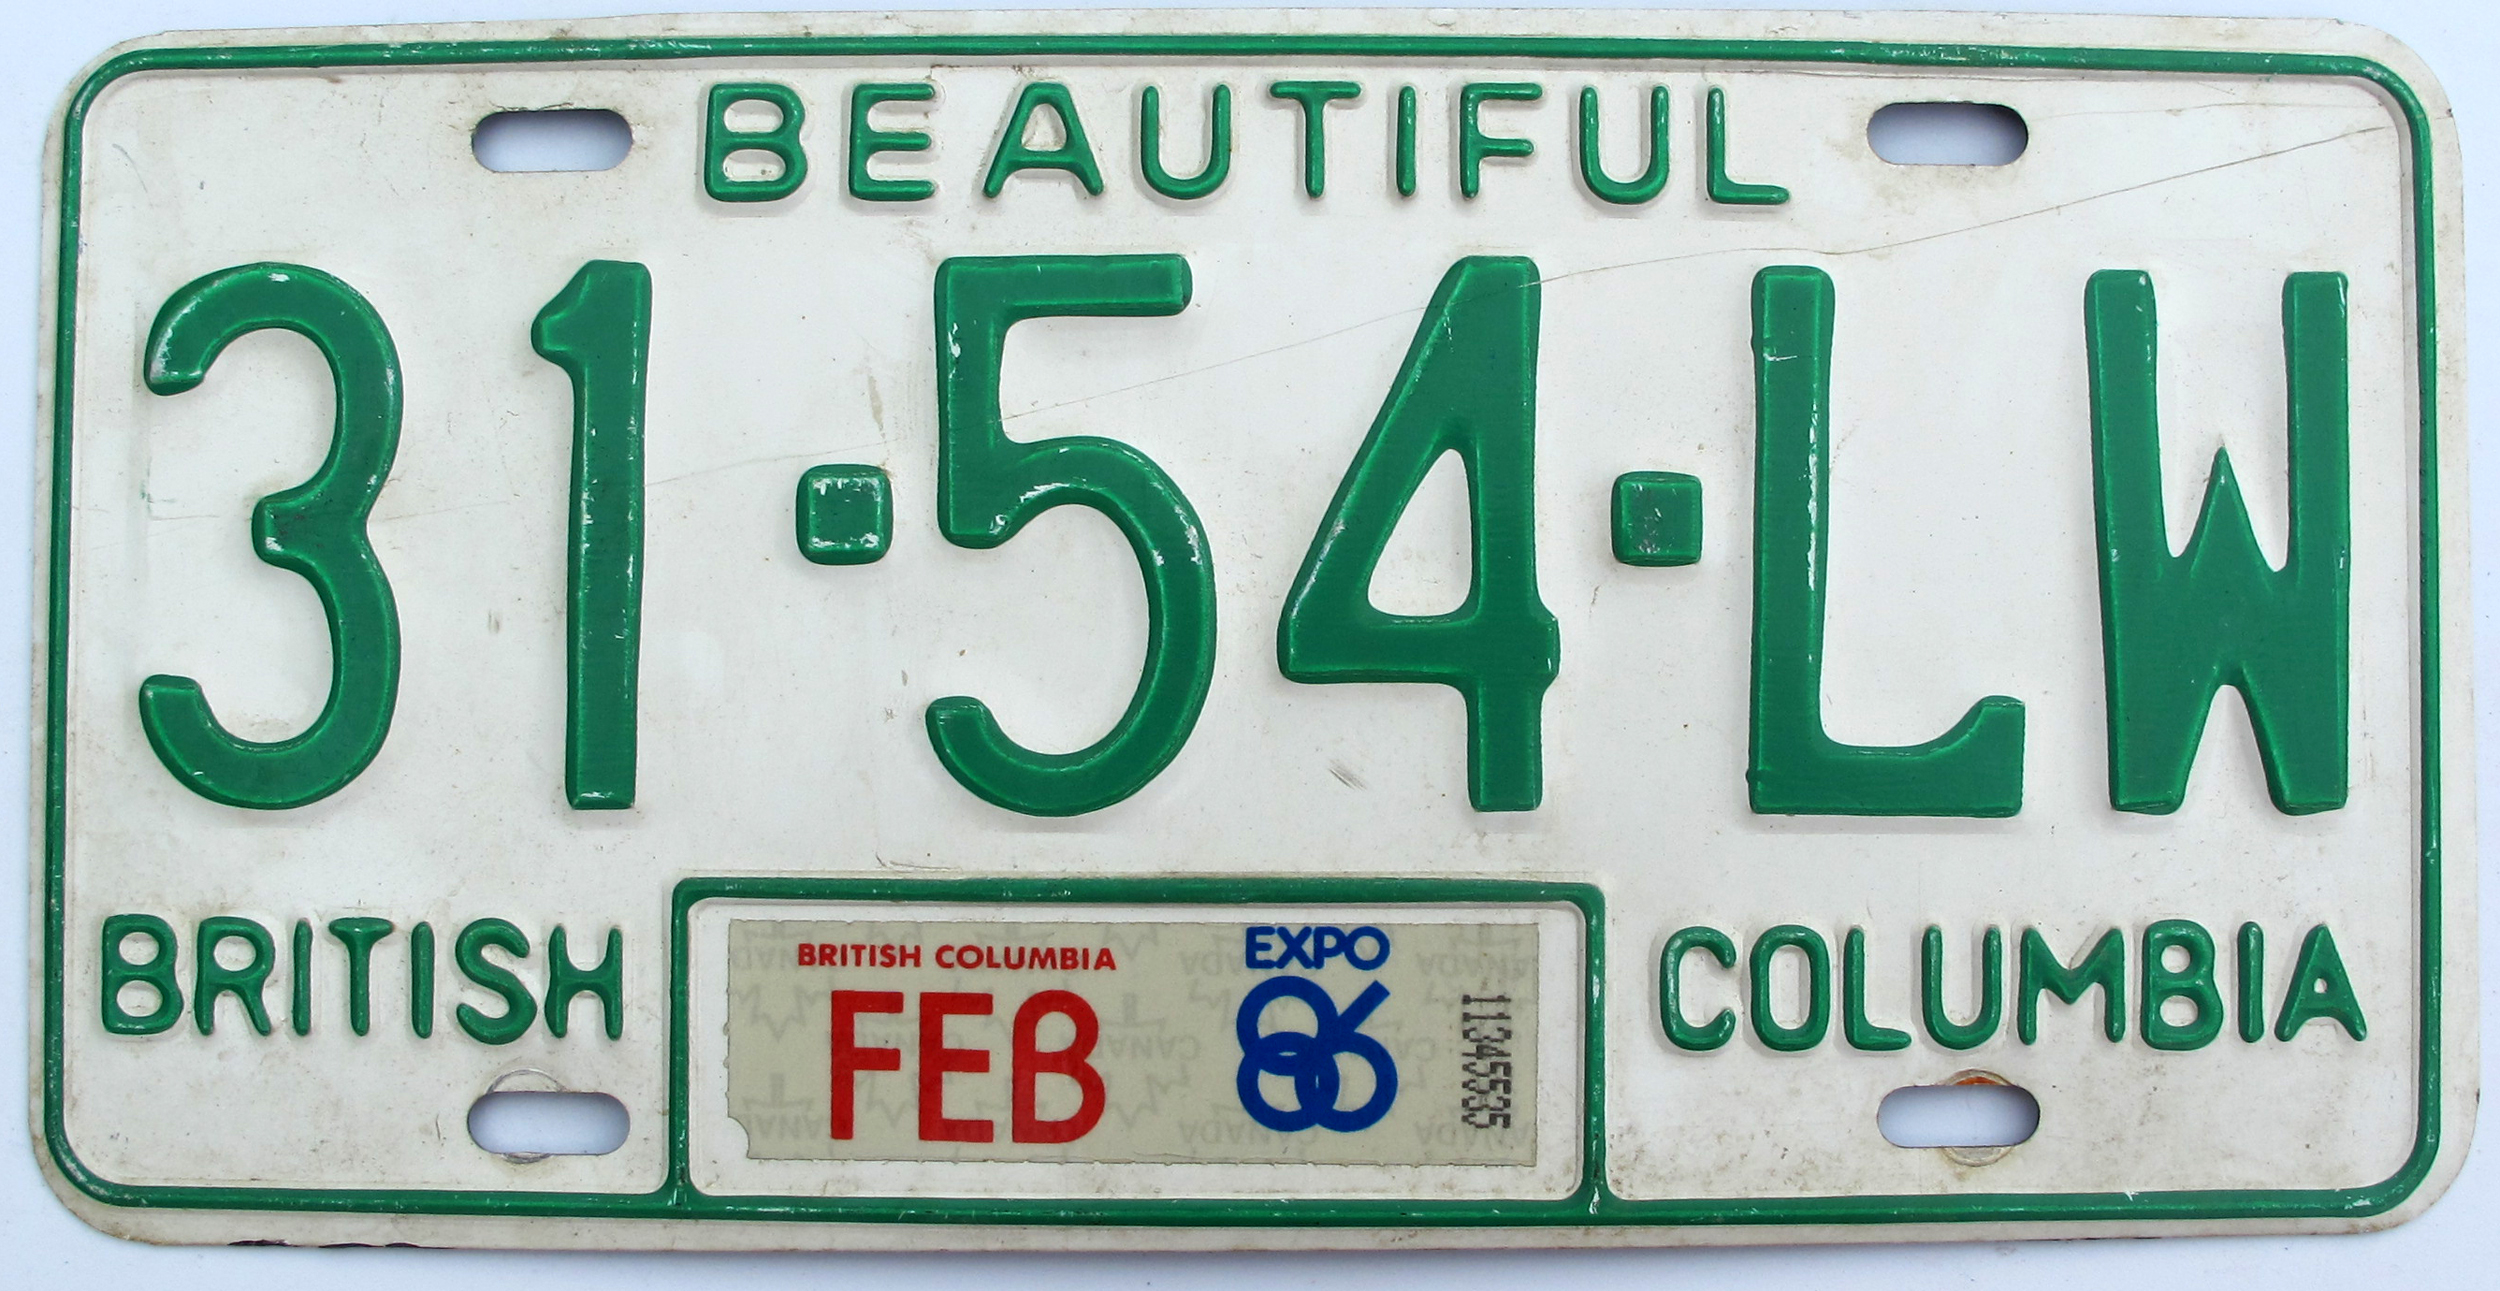 BEAUTIFUL
31·54·LW
BRITISH
COLUMBIA
BRITISH COLUMBIA
FEB
EXPO
86